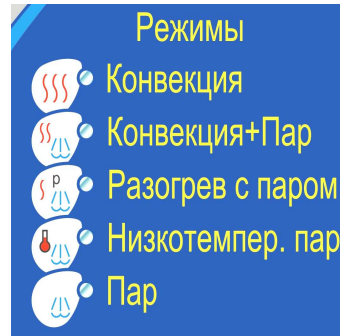 Режимы
Конвекция
Конвекция+Пар
p
Разогрев с паром
Низкотемпер. пар
Пар